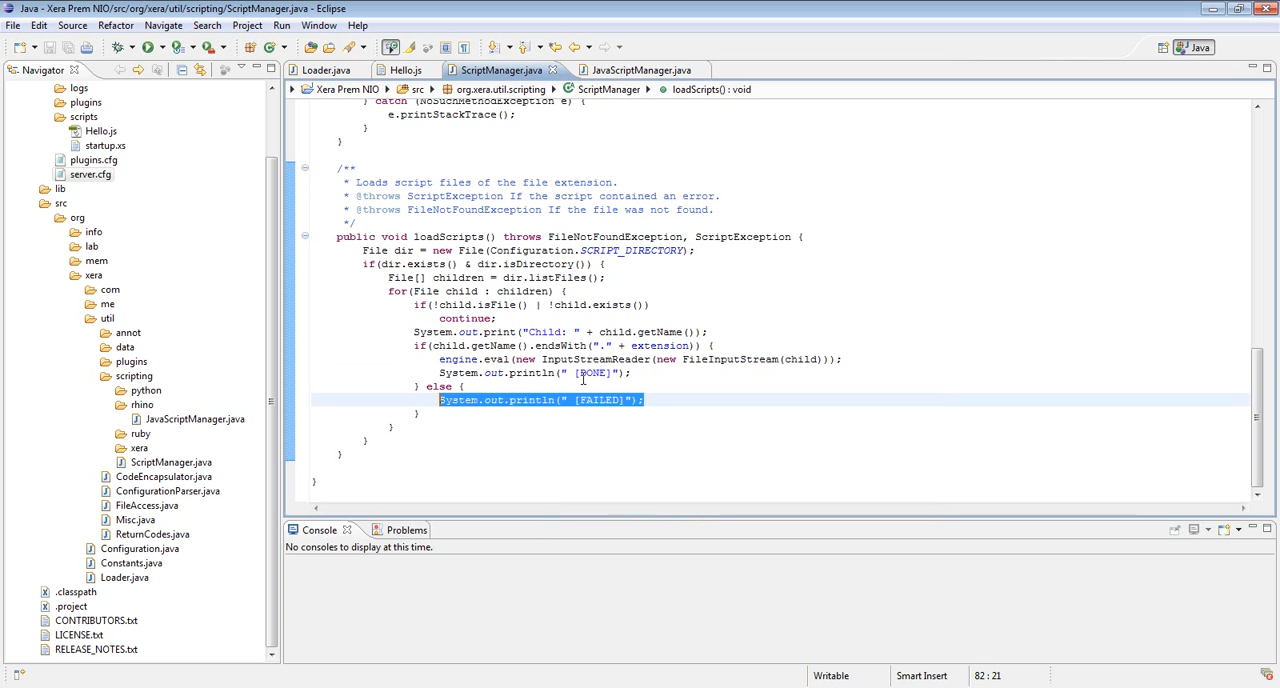 Java - Xera Prem NIO/src/org/xera/util/scripting/ScriptManager.java - Eclipse
File Edit Source Refactor Navigate Search Project Run Window Help
Java
Navigator
Loader.java Hello.js ScriptManager.java JavaScriptManager.java
Xera Prem NIO src org.xera.util.scripting ScriptManager loadScripts() : void
logs
plugins
scripts
Hello.js
startup.xs
plugins.cfg
server.cfg
lib
src
org
info
lab
mem
xera
com
me
util
annot
data
plugins
scripting
python
rhino
JavaScriptManager.java
ruby
xera
ScriptManager.java
CodeEncapsulator.java
ConfigurationParser.java
FileAccess.java
Misc.java
ReturnCodes.java
Configuration.java
Constants.java
Loader.java
.classpath
.project
CONTRIBUTORS.txt
LICENSE.txt
RELEASE_NOTES.txt
} catch (NoSuchMethodException e) {
e.printStackTrace();
}
}
/**
* Loads script files of the file extension.
* @throws ScriptException If the script contained an error.
* @throws FileNotFoundException If the file was not found.
*/
public void loadScripts() throws FileNotFoundException, ScriptException {
File dir = new File(Configuration.SCRIPT_DIRECTORY);
if(dir.exists() & dir.isDirectory()) {
File[] children = dir.listFiles();
for(File child : children) {
if(!child.isFile() | !child.exists())
continue;
System.out.print("Child: " + child.getName());
if(child.getName().endsWith("." + extension)) {
engine.eval(new InputStreamReader(new FileInputStream(child)));
System.out.println(" [DONE]");
} else {
System.out.println(" [FAILED]");
}
}
}
}
}
Console Problems
No consoles to display at this time.
Writable Smart Insert 82 : 21